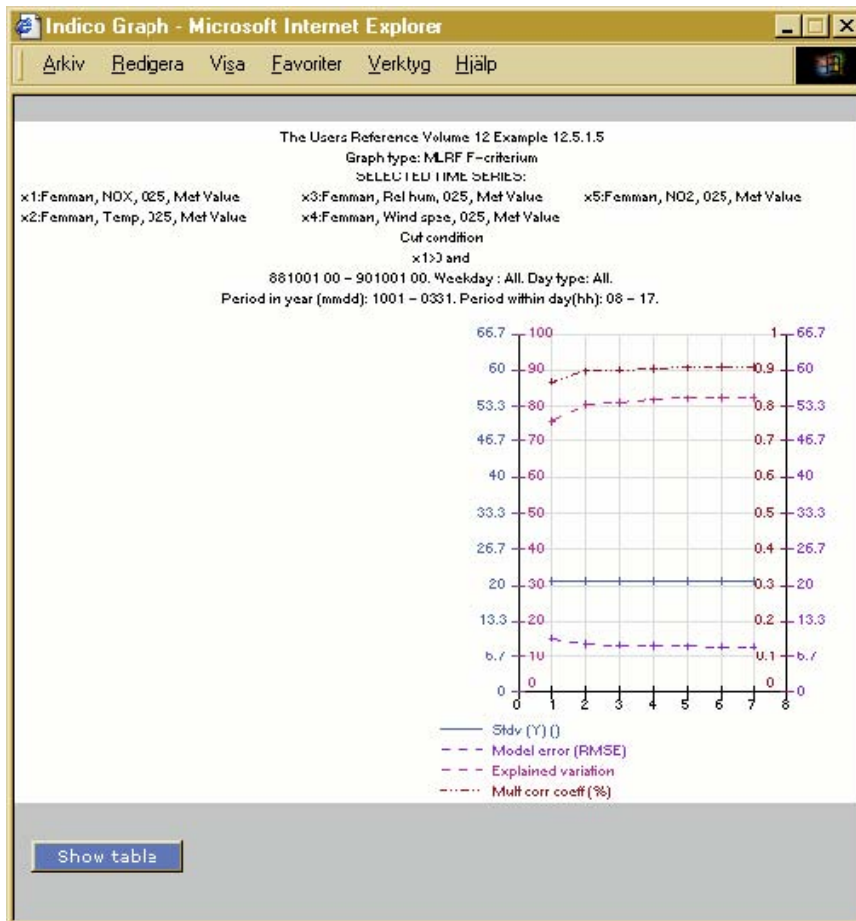 Indico Graph - Microsoft Internet Explorer
Arkiv Redigera Visa Favoriter Verktyg Hjälp
The Users Reference Volume 12 Example 12.5.1.5
Graph type: MLRF F-criterium
SELECTED TIME SERIES:
x1:Femman, NOX, 025, Met Value x3:Femman, Rel hum, 025, Met Value x5:Femman, NO2, 025, Met Value
x2:Femman, Temp, 025, Met Value x4:Femman, Wind spee, 025, Met Value
Cut condition
x1>0 and
881001 00 - 901001 00. Weekday : All. Day type: All.
Period in year (mmdd): 1001 - 0331. Period within day(hh): 08 - 17.
66.7 100 1 66.7
60 90 0.9 60
53.3 80 0.8 53.3
46.7 70 0.7 46.7
40 60 0.6 40
33.3 50 0.5 33.3
26.7 40 0.4 26.7
20 30 0.3 20
13.3 20 0.2 13.3
6.7 10 0.1 6.7
0 0 0 0
0 1 2 3 4 5 6 7 8
Stdv (Y) ()
Model error (RMSE)
Explained variation
Mult corr coeff (%)
Show table